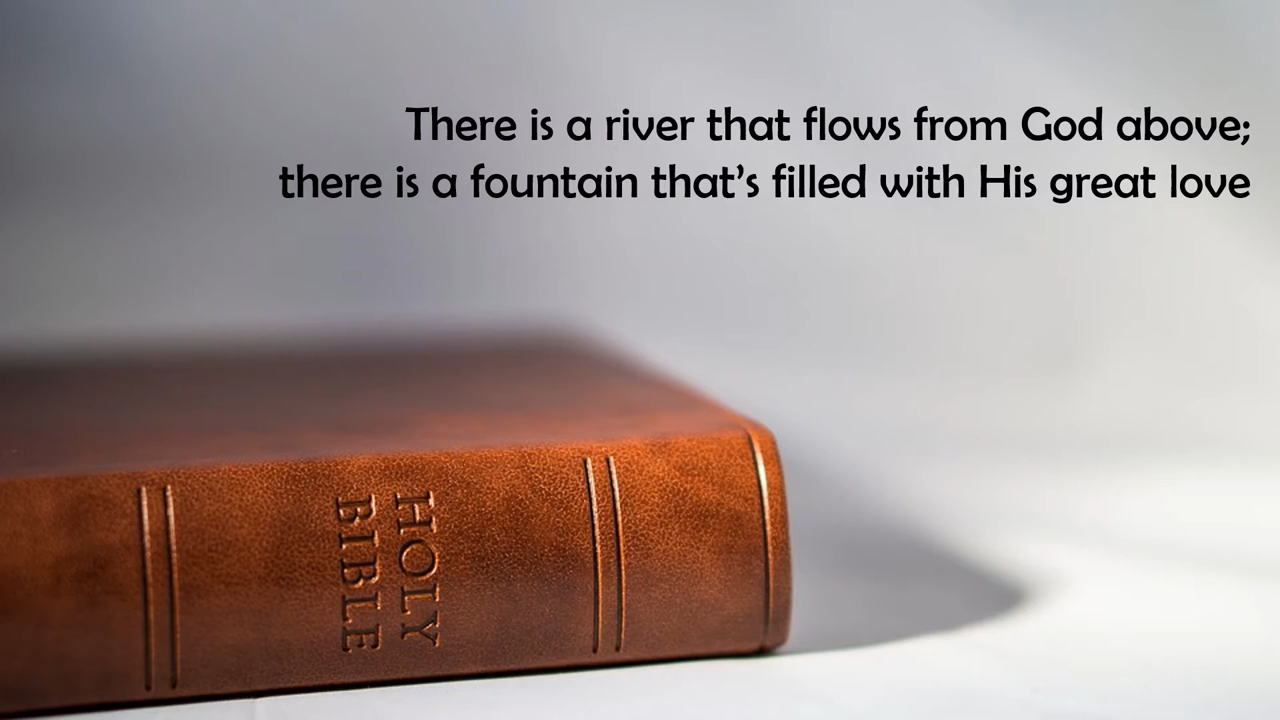 There is a river that flows from God above;
there is a fountain that’s filled with His great love
HOLY
BIBLE